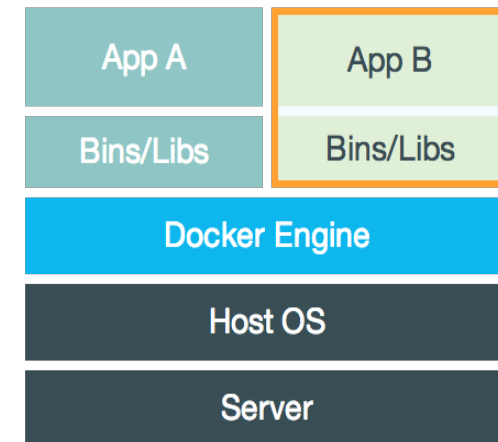 App A
App B
Bins/Libs
Bins/Libs
Docker Engine
Host OS
Server